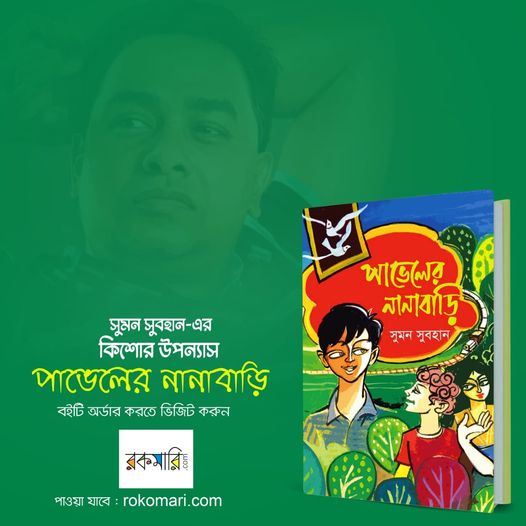 পাভেলের
নানাবাড়ি
সুমন সুবহান
সুমন সুবহান-এর
কিশোর উপন্যাস
পাভেলের নানাবাড়ি
বইটি অর্ডার করতে ভিজিট করুন
রকমারি.com
পাওয়া যাবে : rokomari.com